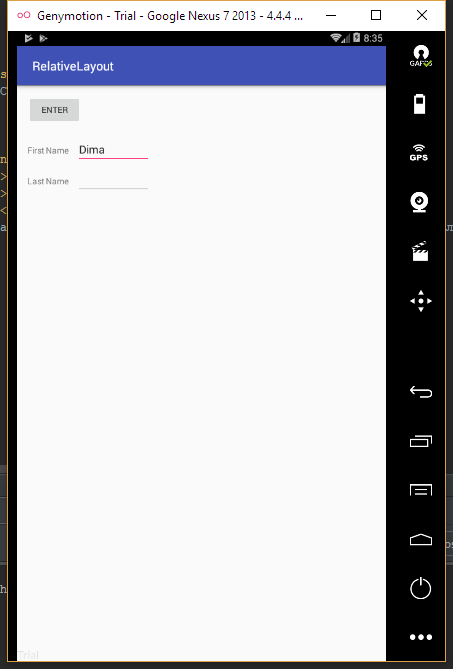 Genymotion - Trial - Google Nexus 7 2013 - 4.4.4 ...
8:35
RelativeLayout
GAPPS
ENTER
First Name Dima
GPS
Last Name
Trial